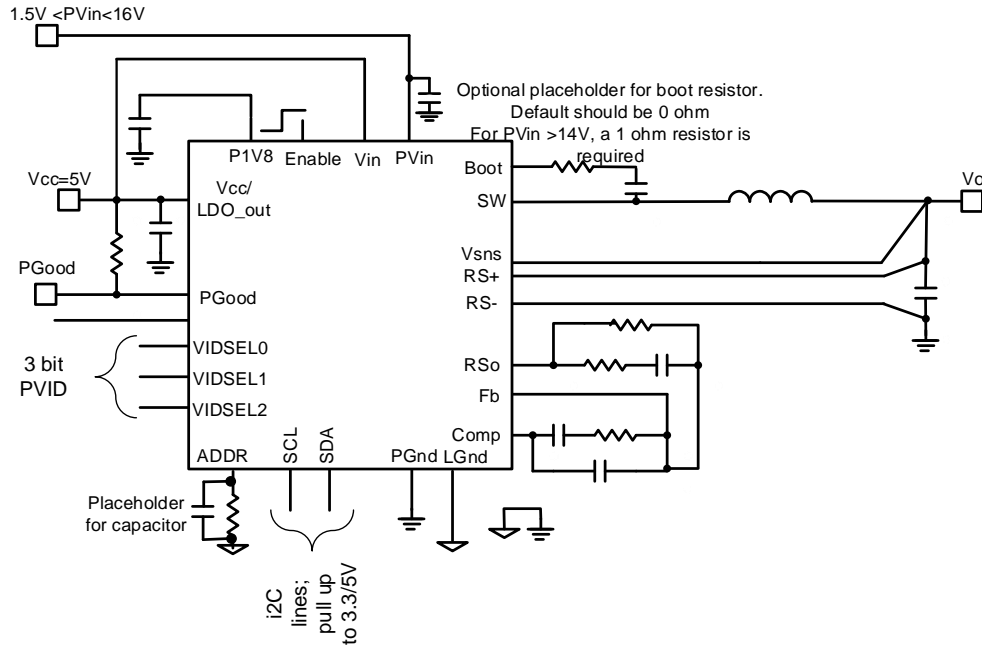 1.5V <PVin<16V
Optional placeholder for boot resistor.
Default should be 0 ohm
For PVin >14V, a 1 ohm resistor is
required
P1V8
Enable
Vin
PVin
Boot
Vcc=5V
Vcc/
LDO_out
SW
Vo
Vsns
RS+
PGood
PGood
RS-
3 bit
PVID
VIDSEL0
VIDSEL1
VIDSEL2
RSo
Fb
Comp
ADDR
SCL
SDA
PGnd
LGnd
Placeholder
for capacitor
i2C
lines;
pull up
to 3.3/5V